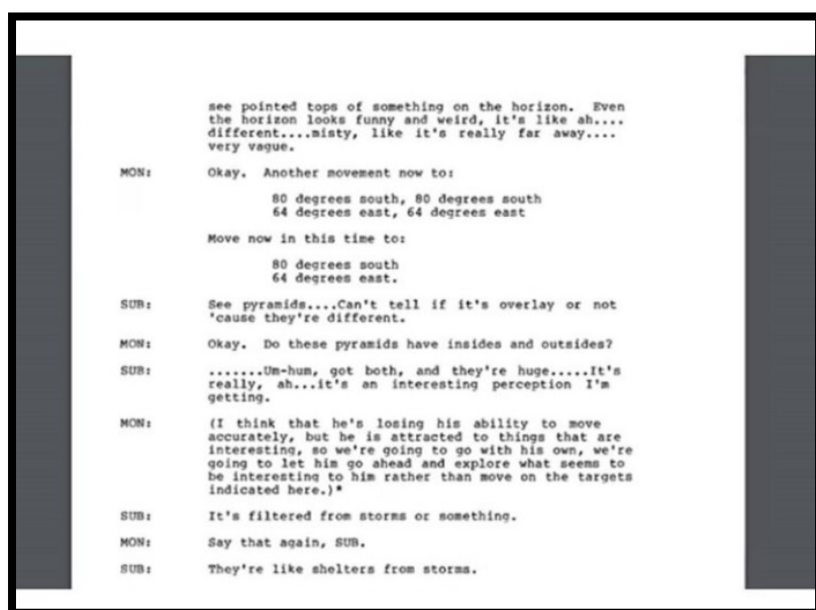 see pointed tops of something on the horizon. Even
the horizon looks funny and weird, it's like ah....
different....misty, like it's really far away....
very vague.
MON: Okay. Another movement now to:
80 degrees south, 80 degrees south
64 degrees east, 64 degrees east
Move now in this time to:
80 degrees south
64 degrees east.
SUB: See pyramids....Can't tell if it's overlay or not
'cause they're different.
MON: Okay. Do these pyramids have insides and outsides?
SUB: .......Um-hum, got both, and they're huge.....It's
really, ah...it's an interesting perception I'm
getting.
MON: (I think that he's losing his ability to move
accurately, but he is attracted to things that are
interesting, so we're going to go with his own, we're
going to let him go ahead and explore what seems to
be interesting to him rather than move on the targets
indicated here.)*
SUB: It's filtered from storms or something.
MON: Say that again, SUB.
SUB: They're like shelters from storms.